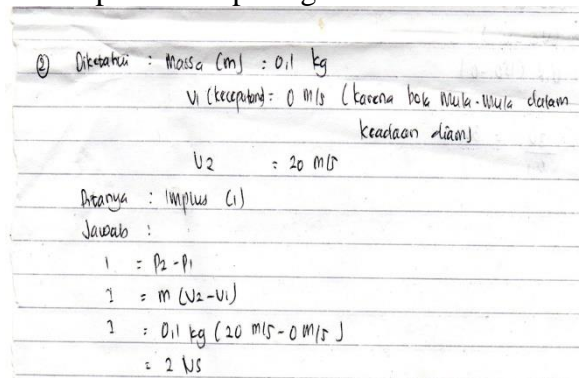 ② Diketahui : Massa (m) : 0,1 kg
V1 (kecepatan) = 0 m/s (karena bola mula-mula dalam
keadaan diam)
V2 = 20 m/s
Ditanya : Implus (I)
Jawab :
I = P2 - P1
I = m (V2 - V1)
I = 0,1 kg (20 m/s - 0 m/s)
= 2 NS